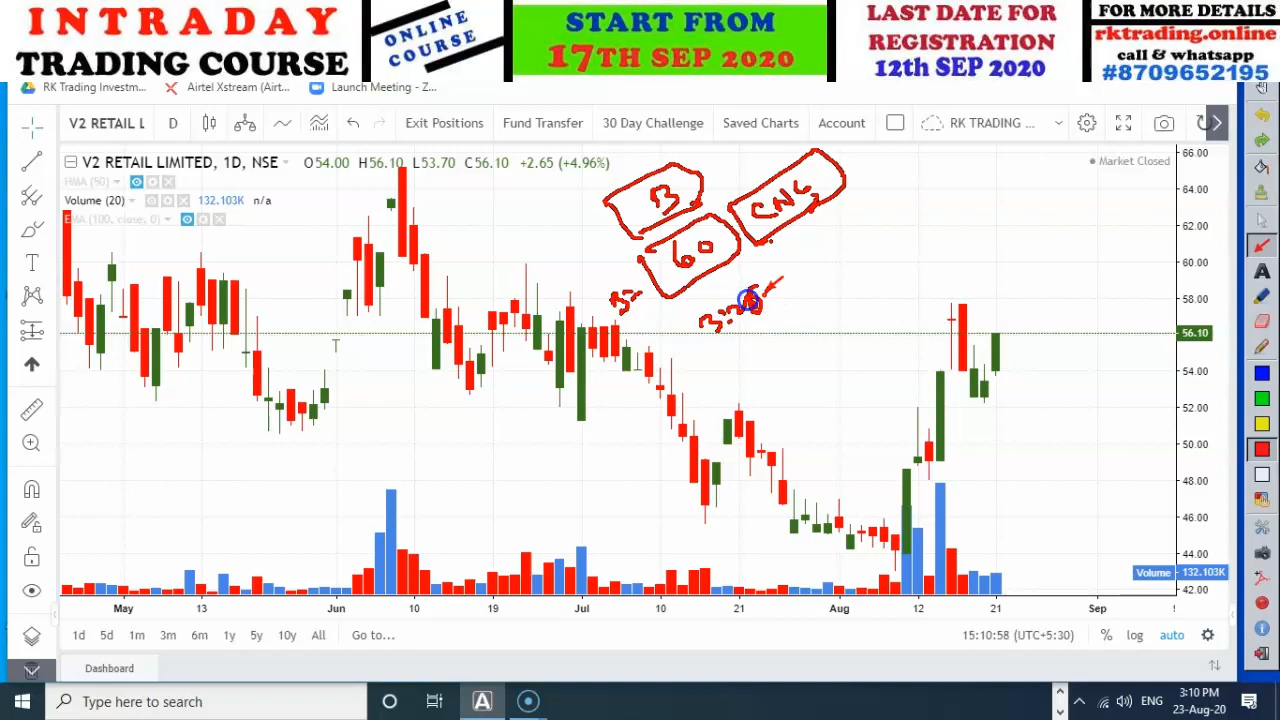 INTRADAY
TRADING COURSE
ONLINE
COURSE
START FROM
17TH SEP 2020
LAST DATE FOR
REGISTRATION
12th SEP 2020
FOR MORE DETAILS
rktrading.online
call & whatsapp
#8709652195
RK Trading Investm... Airtel Xstream (Airt... Launch Meeting - Z...
V2 RETAIL L D Exit Positions Fund Transfer 30 Day Challenge Saved Charts Account RK TRADING ...
V2 RETAIL LIMITED, 1D, NSE O54.00 H56.10 L53.70 C56.10 +2.65 (+4.96%)
Market Closed
HMA (50)
Volume (20) 132.103K n/a
EMA (100, close, 0)
B
60
CNG
66.00
64.00
62.00
60.00
58.00
56.10
54.00
52.00
50.00
48.00
46.00
44.00
Volume 132.103K
42.00
May 13 Jun 10 19 Jul 10 21 Aug 12 21 Sep
1d 5d 1m 3m 6m 1y 5y 10y All Go to... 15:10:58 (UTC+5:30) % log auto
Dashboard
Type here to search
A
ENG
3:10 PM
23-Aug-20